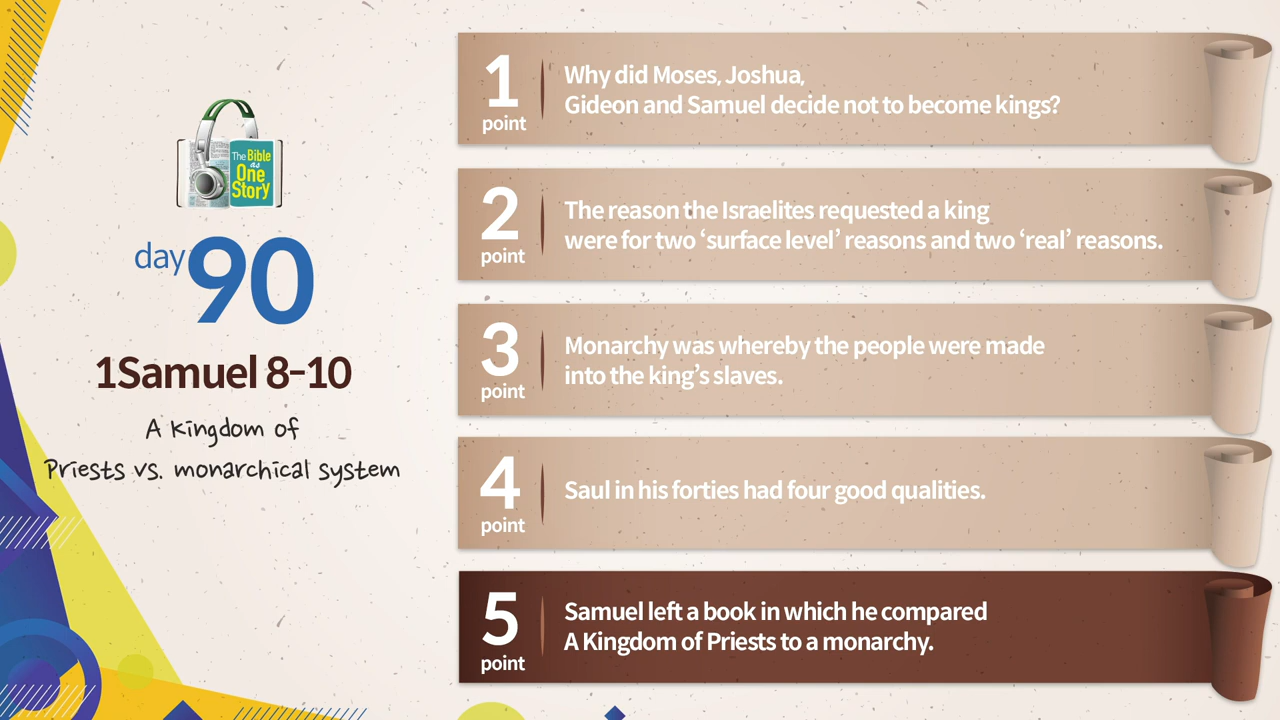 The Bible
as
One
Story
day90
1Samuel 8-10
A Kingdom of
Priests vs. monarchical system
1
point
Why did Moses, Joshua,
Gideon and Samuel decide not to become kings?
2
point
The reason the Israelites requested a king
were for two ‘surface level’ reasons and two ‘real’ reasons.
3
point
Monarchy was whereby the people were made
into the king’s slaves.
4
point
Saul in his forties had four good qualities.
5
point
Samuel left a book in which he compared
A Kingdom of Priests to a monarchy.